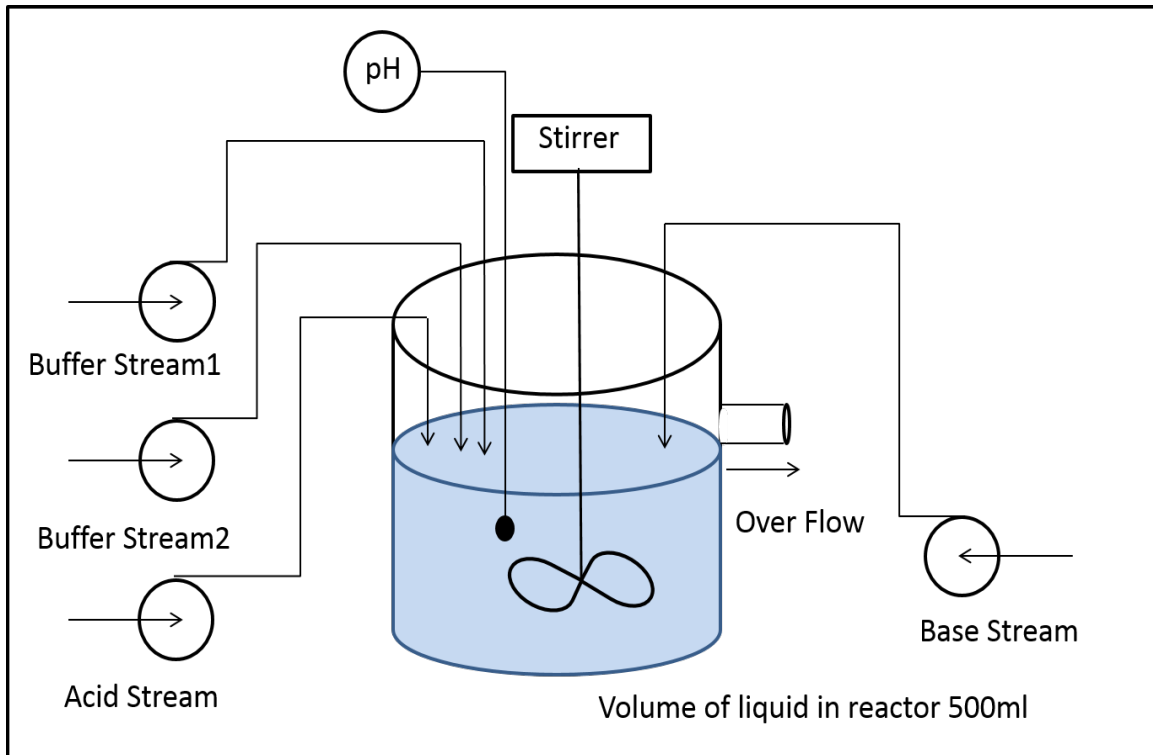 pH
Stirrer
Buffer Stream1
Buffer Stream2
Over Flow
Base Stream
Acid Stream
Volume of liquid in reactor 500ml